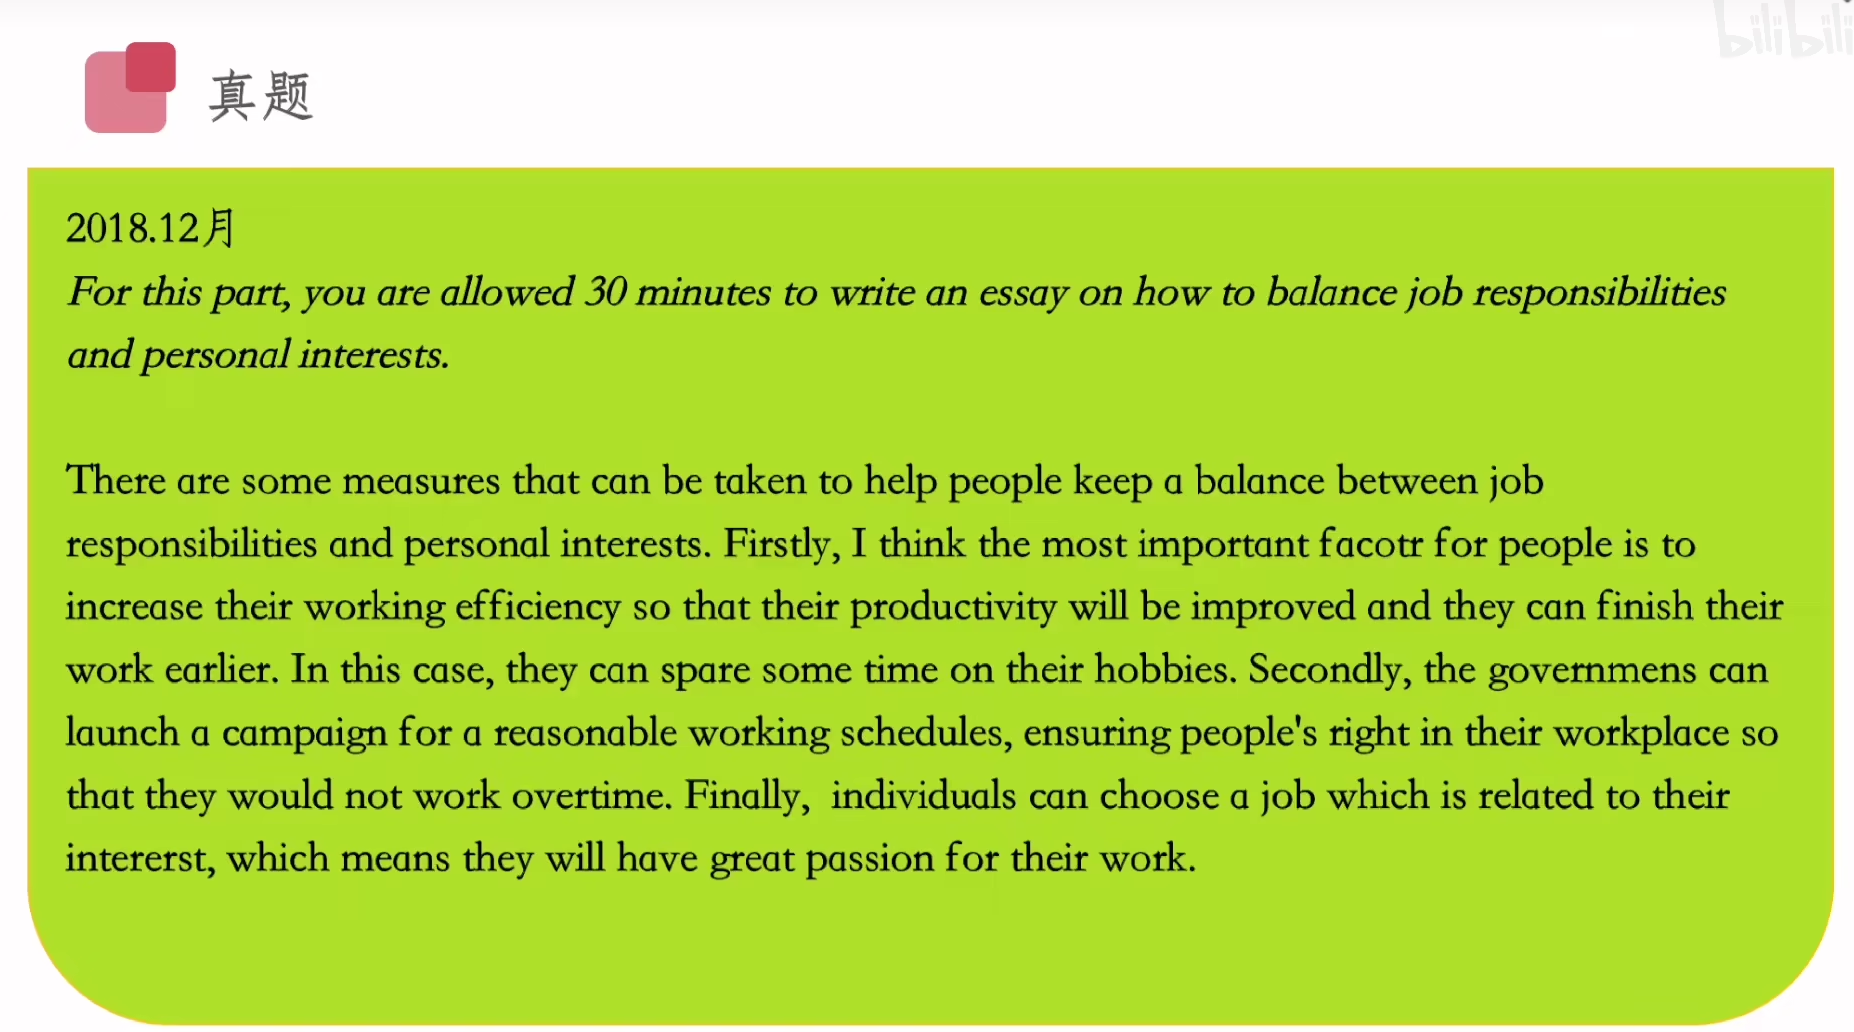 bilibili
真题
2018.12月
For this part, you are allowed 30 minutes to write an essay on how to balance job responsibilities
and personal interests.
There are some measures that can be taken to help people keep a balance between job
responsibilities and personal interests. Firstly, I think the most important facotr for people is to
increase their working efficiency so that their productivity will be improved and they can finish their
work earlier. In this case, they can spare some time on their hobbies. Secondly, the governmens can
launch a campaign for a reasonable working schedules, ensuring people's right in their workplace so
that they would not work overtime. Finally, individuals can choose a job which is related to their
intererst, which means they will have great passion for their work.